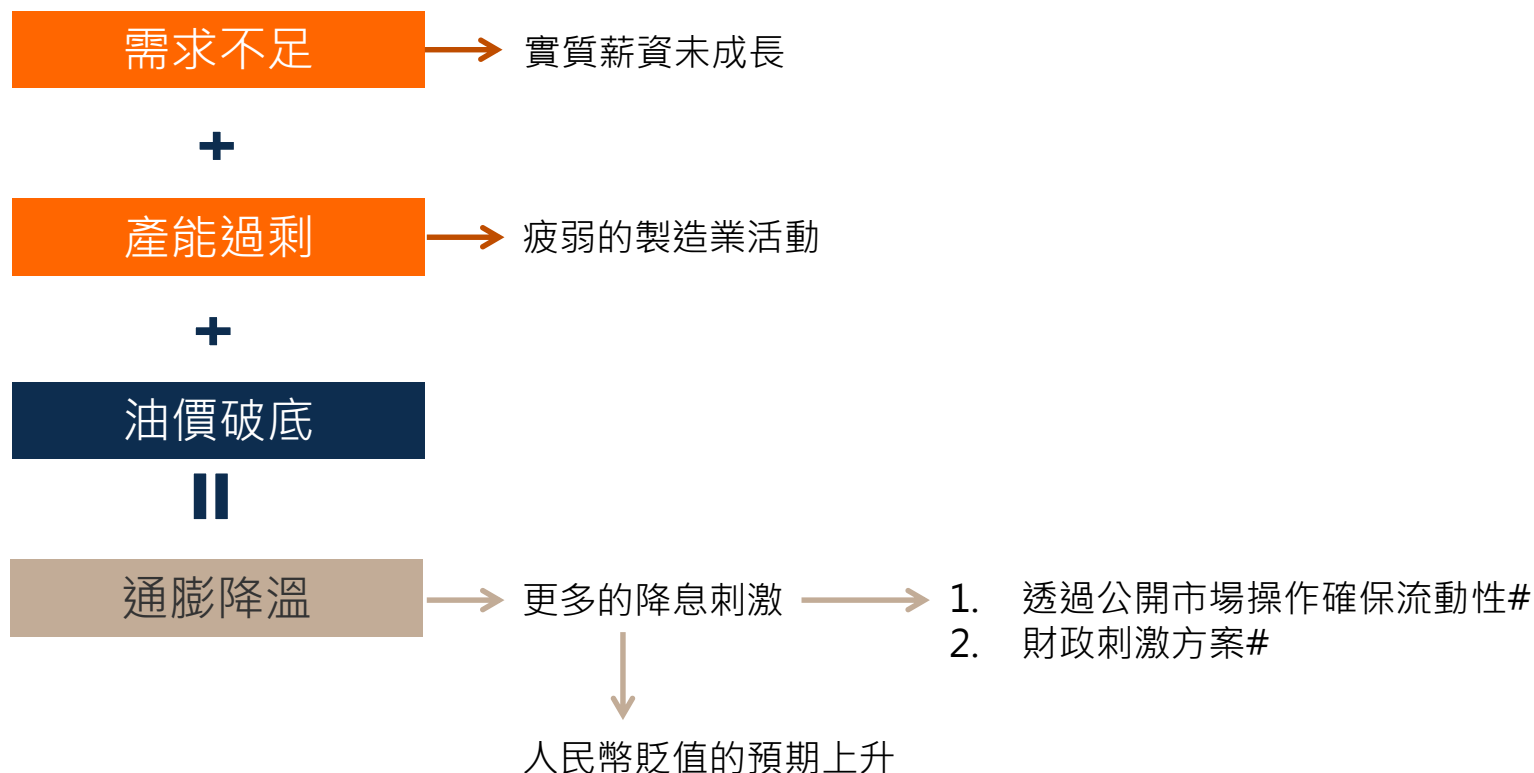 需求不足
實質薪資未成長
+
產能過剩
疲弱的製造業活動
+
油價破底
通膨降溫
更多的降息刺激
1. 透過公開市場操作確保流動性#
2. 財政刺激方案#
人民幣貶值的預期上升